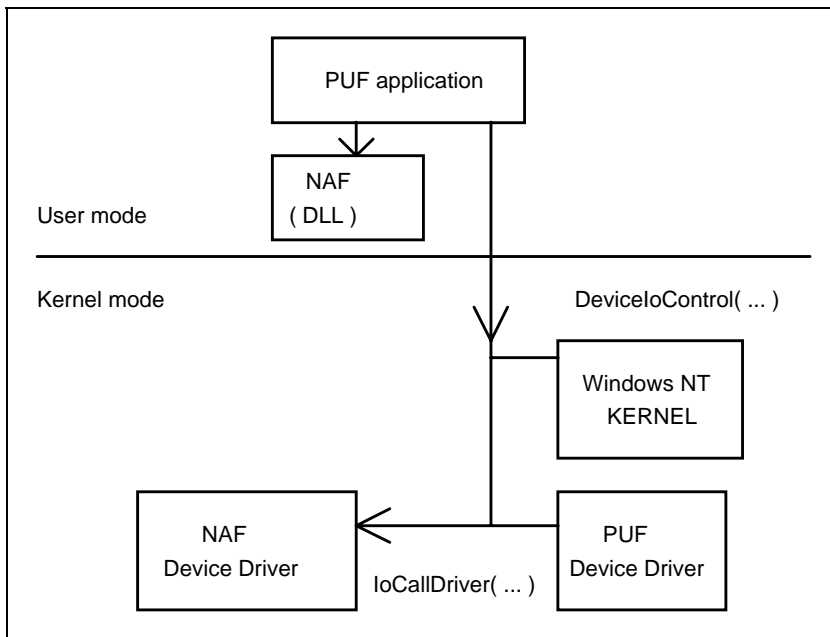 PUF application
NAF
( DLL )
User mode
Kernel mode
DeviceIoControl( ... )
Windows NT
KERNEL
NAF
Device Driver
PUF
Device Driver
IoCallDriver( ... )